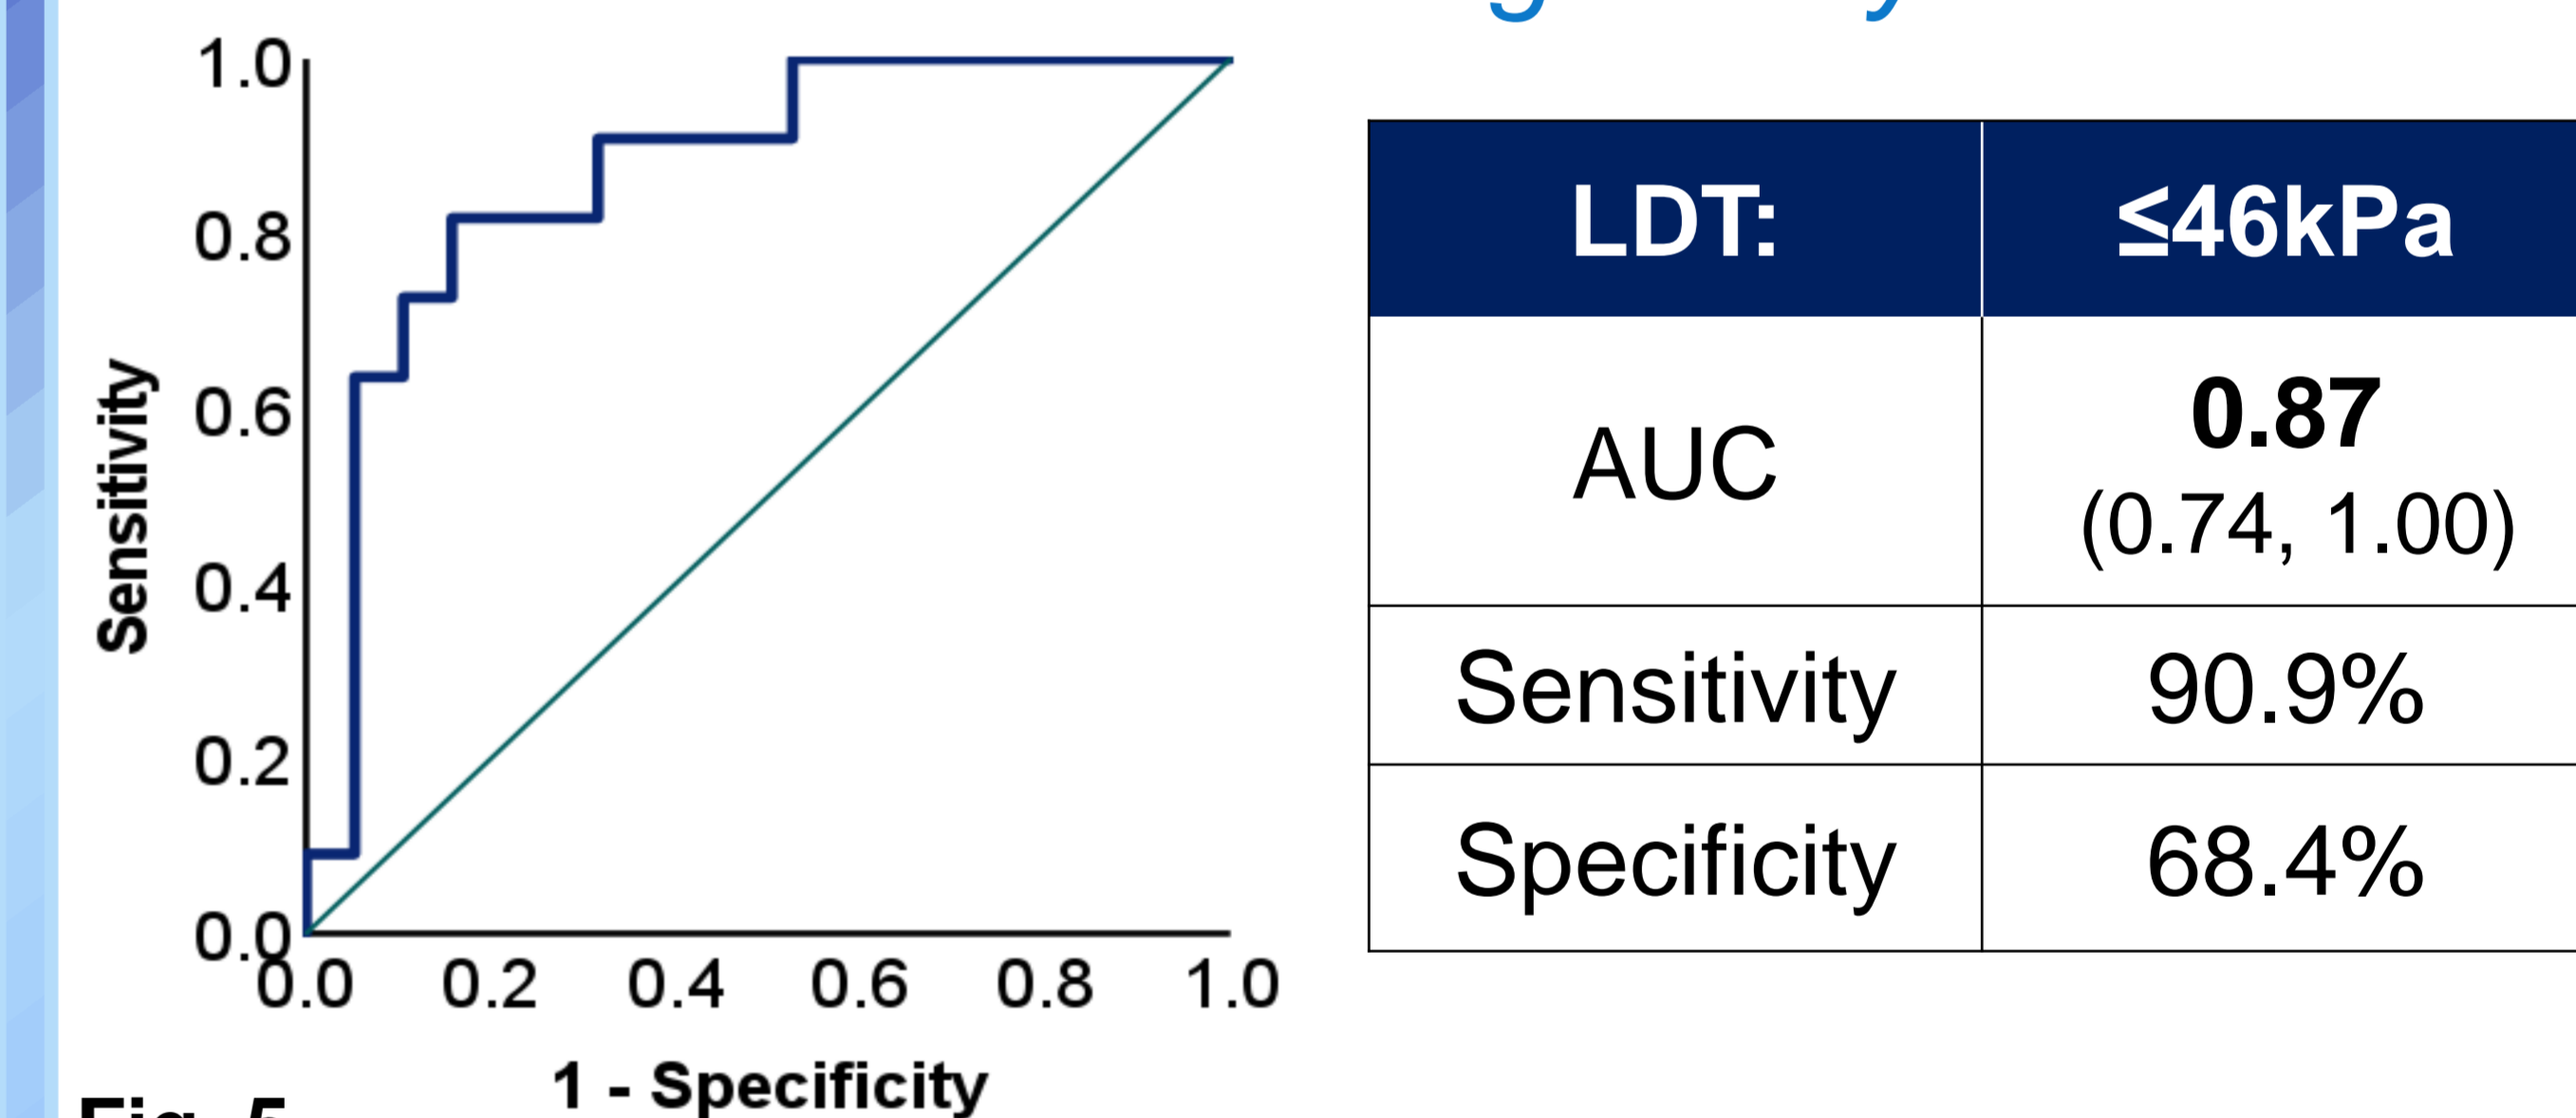 1.0
0.8
0.6
0.4
0.2
0.0
Sensitivity
0.0 0.2 0.4 0.6 0.8 1.0
1 - Specificity
LDT: ≤46kPa
AUC 0.87
(0.74, 1.00)
Sensitivity 90.9%
Specificity 68.4%
Fig. 5